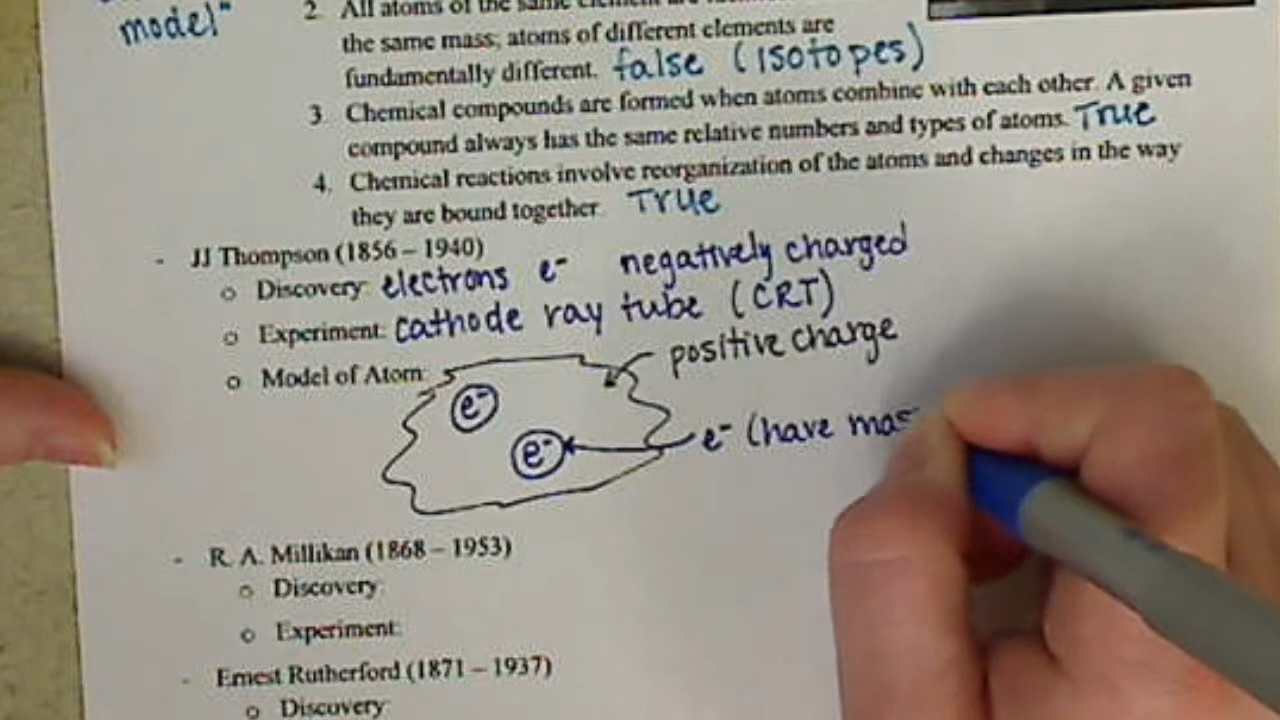 model"
2. All atoms of the same element are
the same mass; atoms of different elements are
fundamentally different. false (isotopes)
3. Chemical compounds are formed when atoms combine with each other. A given
compound always has the same relative numbers and types of atoms. True
4. Chemical reactions involve reorganization of the atoms and changes in the way
they are bound together. True
- JJ Thompson (1856 – 1940)
o Discovery: electrons e⁻ negatively charged
o Experiment: cathode ray tube (CRT)
o Model of Atom:
positive charge
e⁻
e⁻
e⁻ (have mas
- R. A. Millikan (1868 – 1953)
o Discovery:
o Experiment:
- Ernest Rutherford (1871 – 1937)
o Discovery: